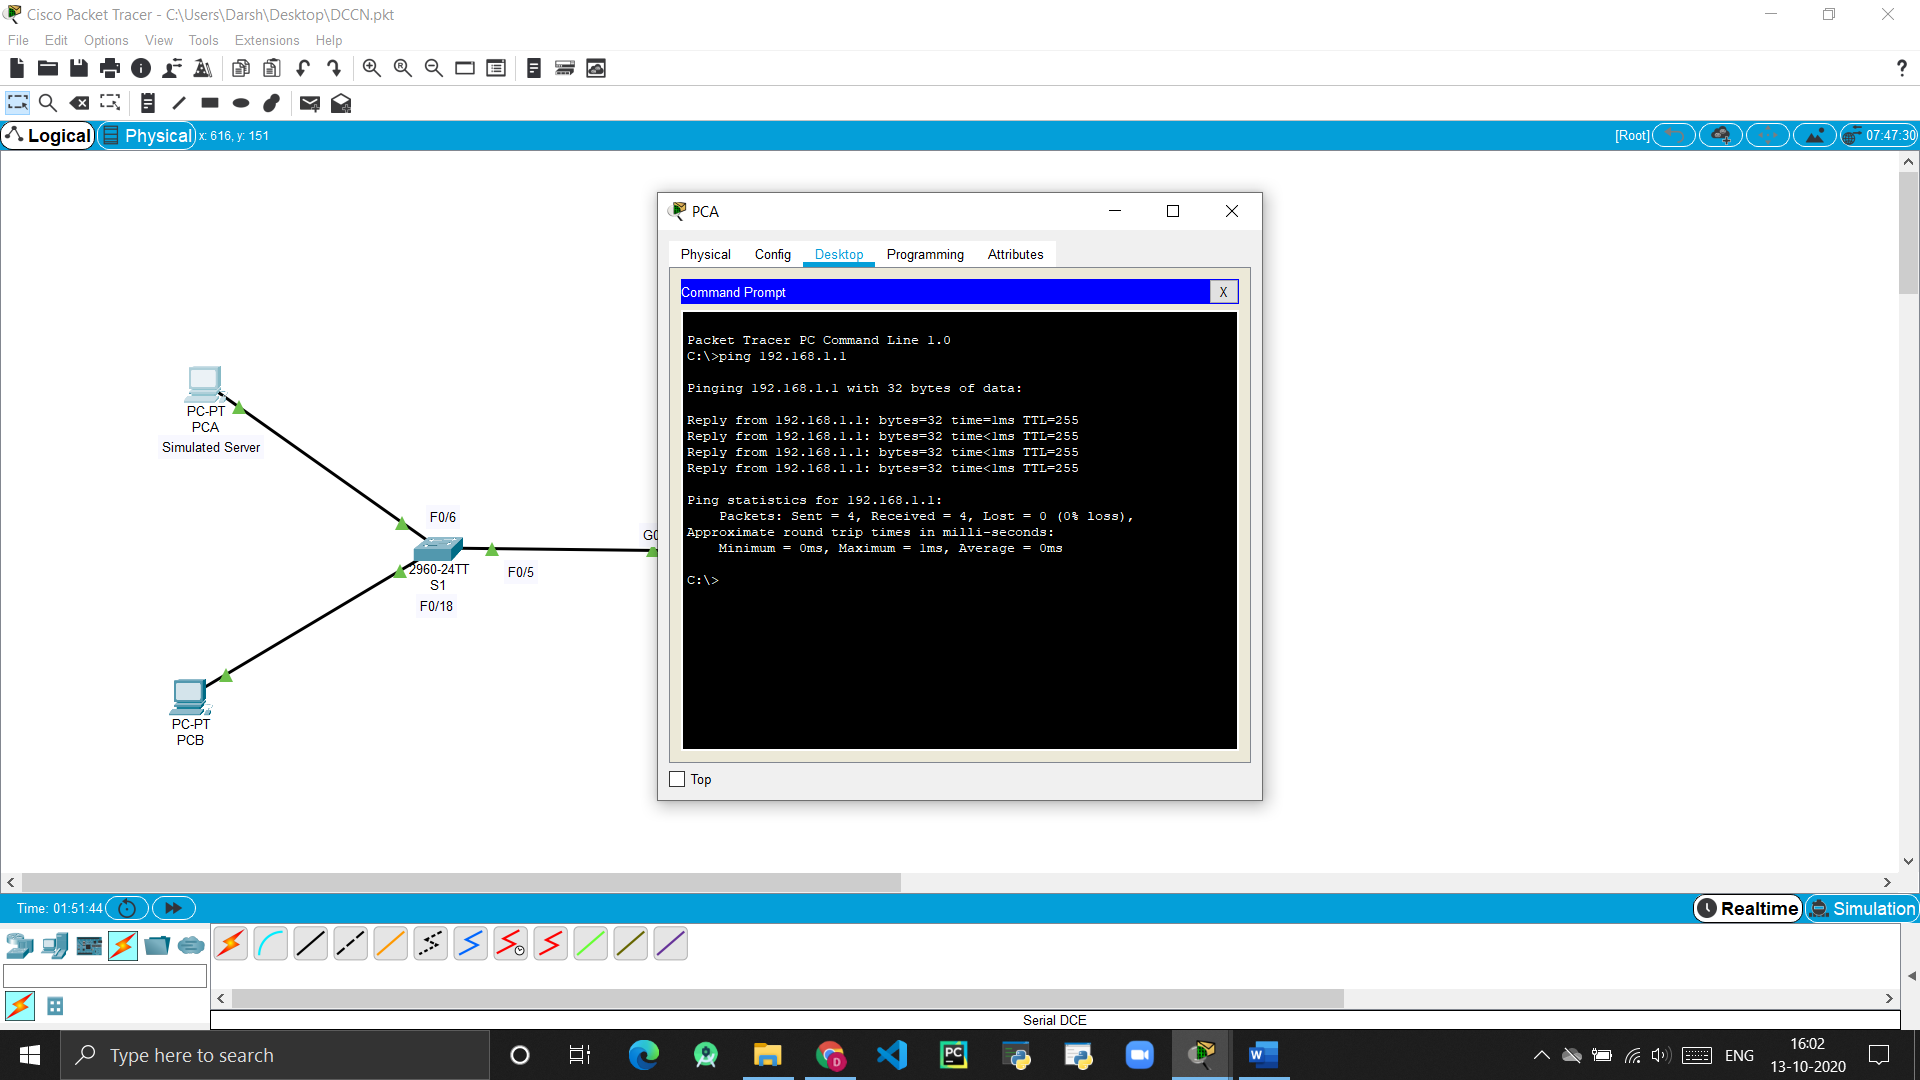 Cisco Packet Tracer - C:\Users\Darsh\Desktop\DCCN.pkt
File Edit Options View Tools Extensions Help
?
Logical Physical x: 616, y: 151 [Root] 07:47:30
PCA
Physical Config Desktop Programming Attributes
Command Prompt X
Packet Tracer PC Command Line 1.0
C:\>ping 192.168.1.1
Pinging 192.168.1.1 with 32 bytes of data:
Reply from 192.168.1.1: bytes=32 time=1ms TTL=255
Reply from 192.168.1.1: bytes=32 time<1ms TTL=255
Reply from 192.168.1.1: bytes=32 time<1ms TTL=255
Reply from 192.168.1.1: bytes=32 time<1ms TTL=255
Ping statistics for 192.168.1.1:
Packets: Sent = 4, Received = 4, Lost = 0 (0% loss),
Approximate round trip times in milli-seconds:
Minimum = 0ms, Maximum = 1ms, Average = 0ms
C:\>
Top
PC-PT
PCA
Simulated Server
F0/6
G0
2960-24TT
S1
F0/5
F0/18
PC-PT
PCB
Time: 01:51:44
Realtime Simulation
Serial DCE
Type here to search
ENG
16:02
13-10-2020